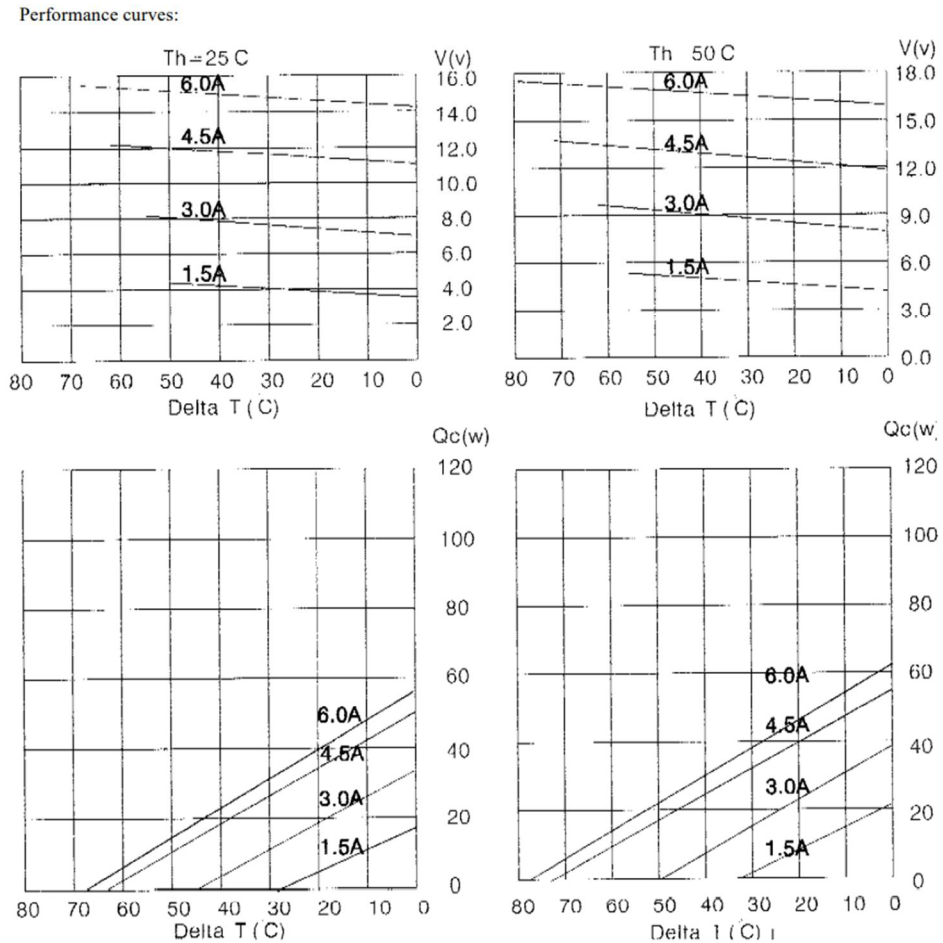 Performance curves:
Th=25 C
V(v)
16.0
6.0A
14.0
4.5A
12.0
10.0
3.0A
8.0
6.0
1.5A
4.0
2.0
80 70 60 50 40 30 20 10 0
Delta T (C)
Th 50 C
V(v)
18.0
6.0A
15.0
4.5A
12.0
3.0A
9.0
1.5A
6.0
3.0
0.0
80 70 60 50 40 30 20 10 0
Delta T (C)
Qc(w)
120
100
80
60
6.0A
40
4.5A
3.0A
20
1.5A
0
80 70 60 50 40 30 20 10 0
Delta T (C)
Qc(w)
120
100
80
60
6.0A
4.5A
40
3.0A
20
1.5A
0
80 70 60 50 40 30 20 10 0
Delta T (C)